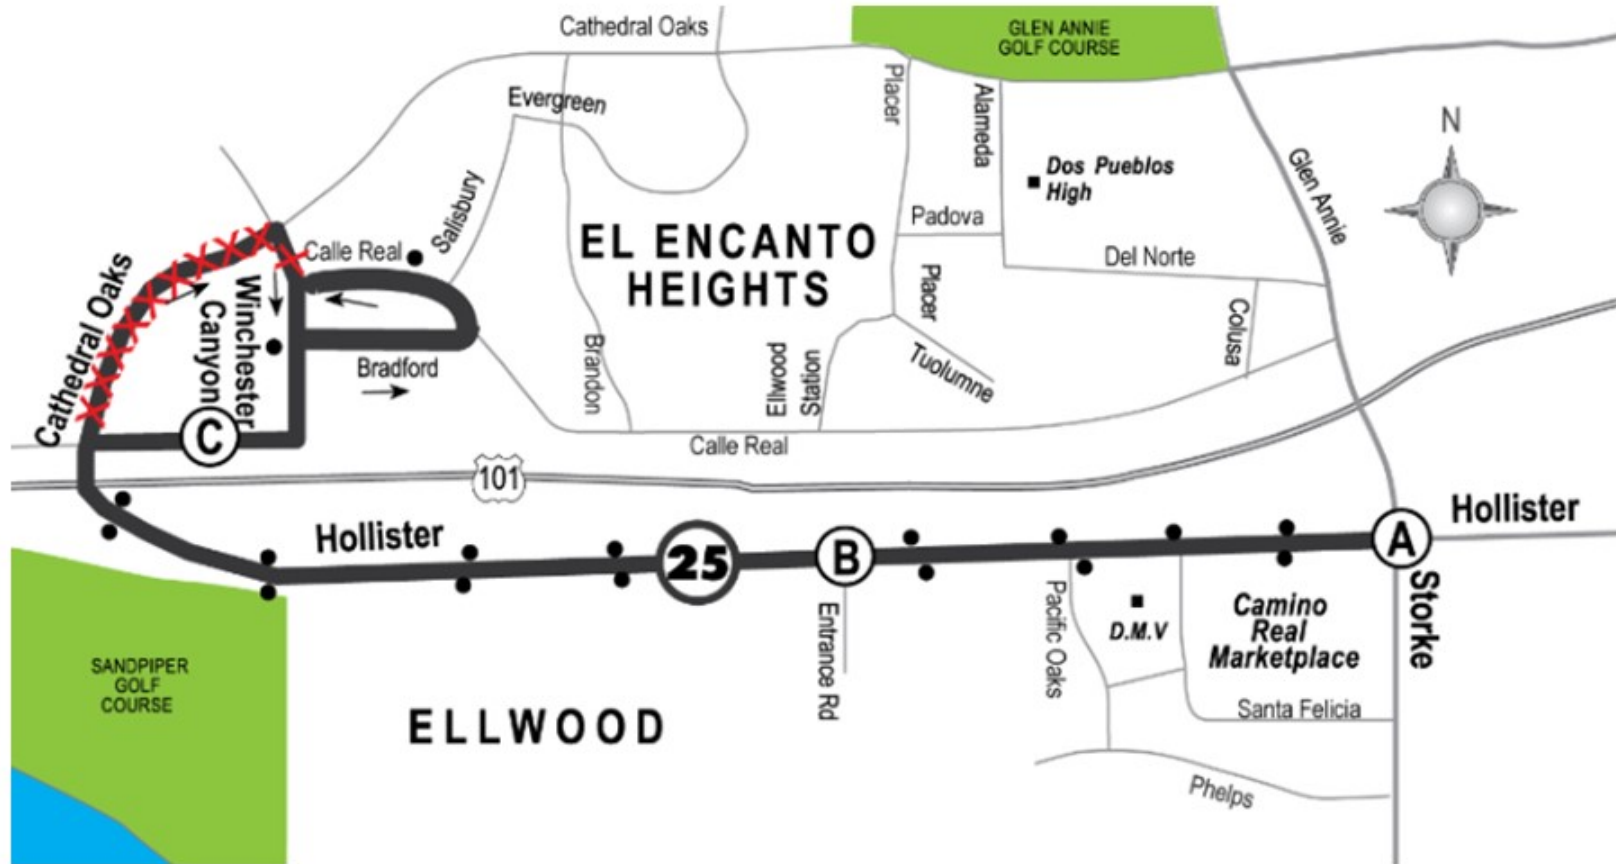 Cathedral Oaks
GLEN ANNIE
GOLF COURSE
Evergreen
Placer
Alameda
Dos Pueblos
High
N
Glen Annie
Salisbury
Padova
EL ENCANTO
HEIGHTS
Calle Real
Del Norte
Cathedral Oaks
Winchester
Canyon
Placer
Colusa
Brandon
Ellwood
Station
Tuolumne
Bradford
C
Calle Real
101
Hollister
Hollister
25
B
A
Storke
Entrance Rd
Pacific Oaks
D.M.V
Camino
Real
Marketplace
SANDPIPER
GOLF
COURSE
ELLWOOD
Santa Felicia
Phelps